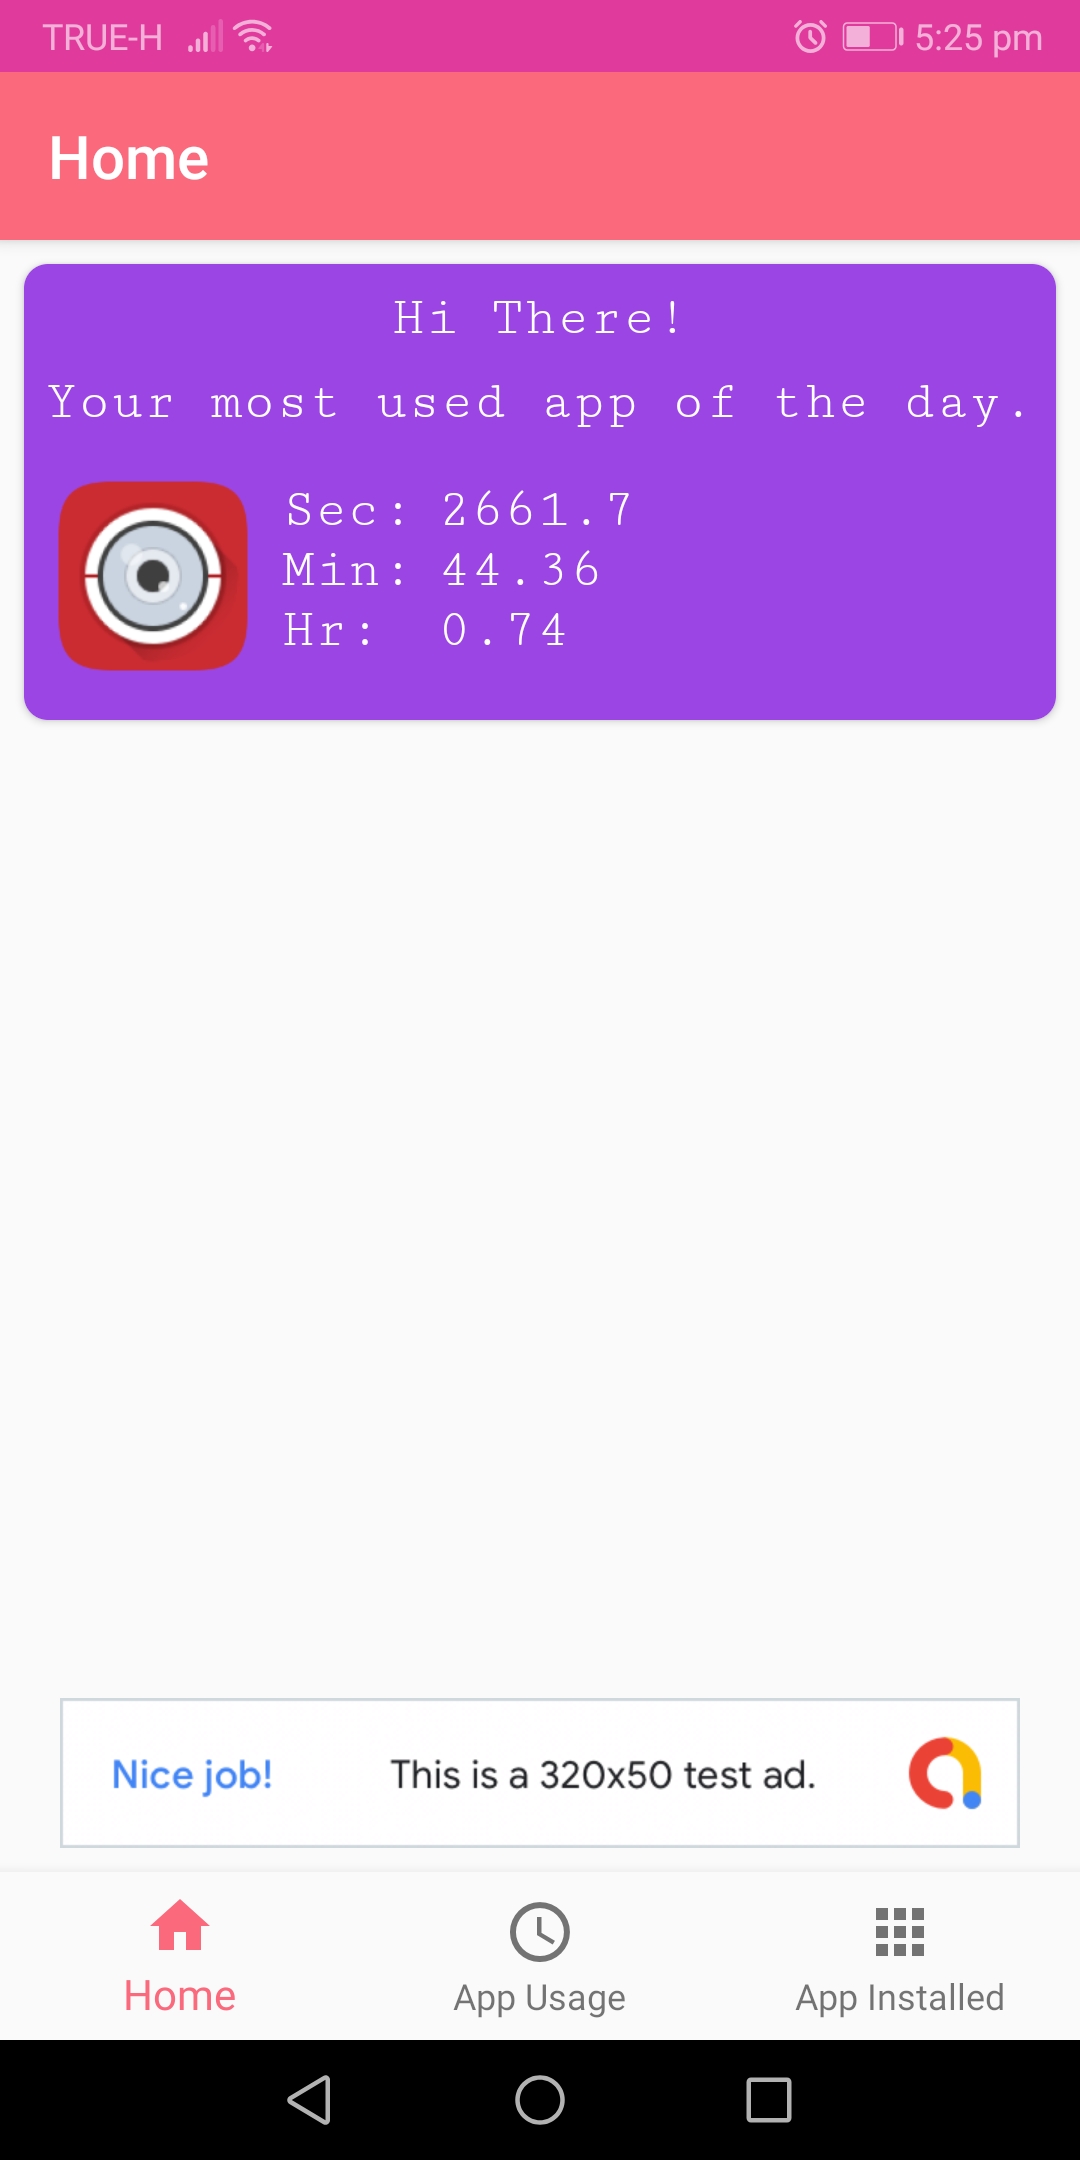 TRUE-H 5:25 pm
Home
Hi There!
Your most used app of the day.
Sec: 2661.7
Min: 44.36
Hr: 0.74
Nice job! This is a 320x50 test ad.
Home App Usage App Installed